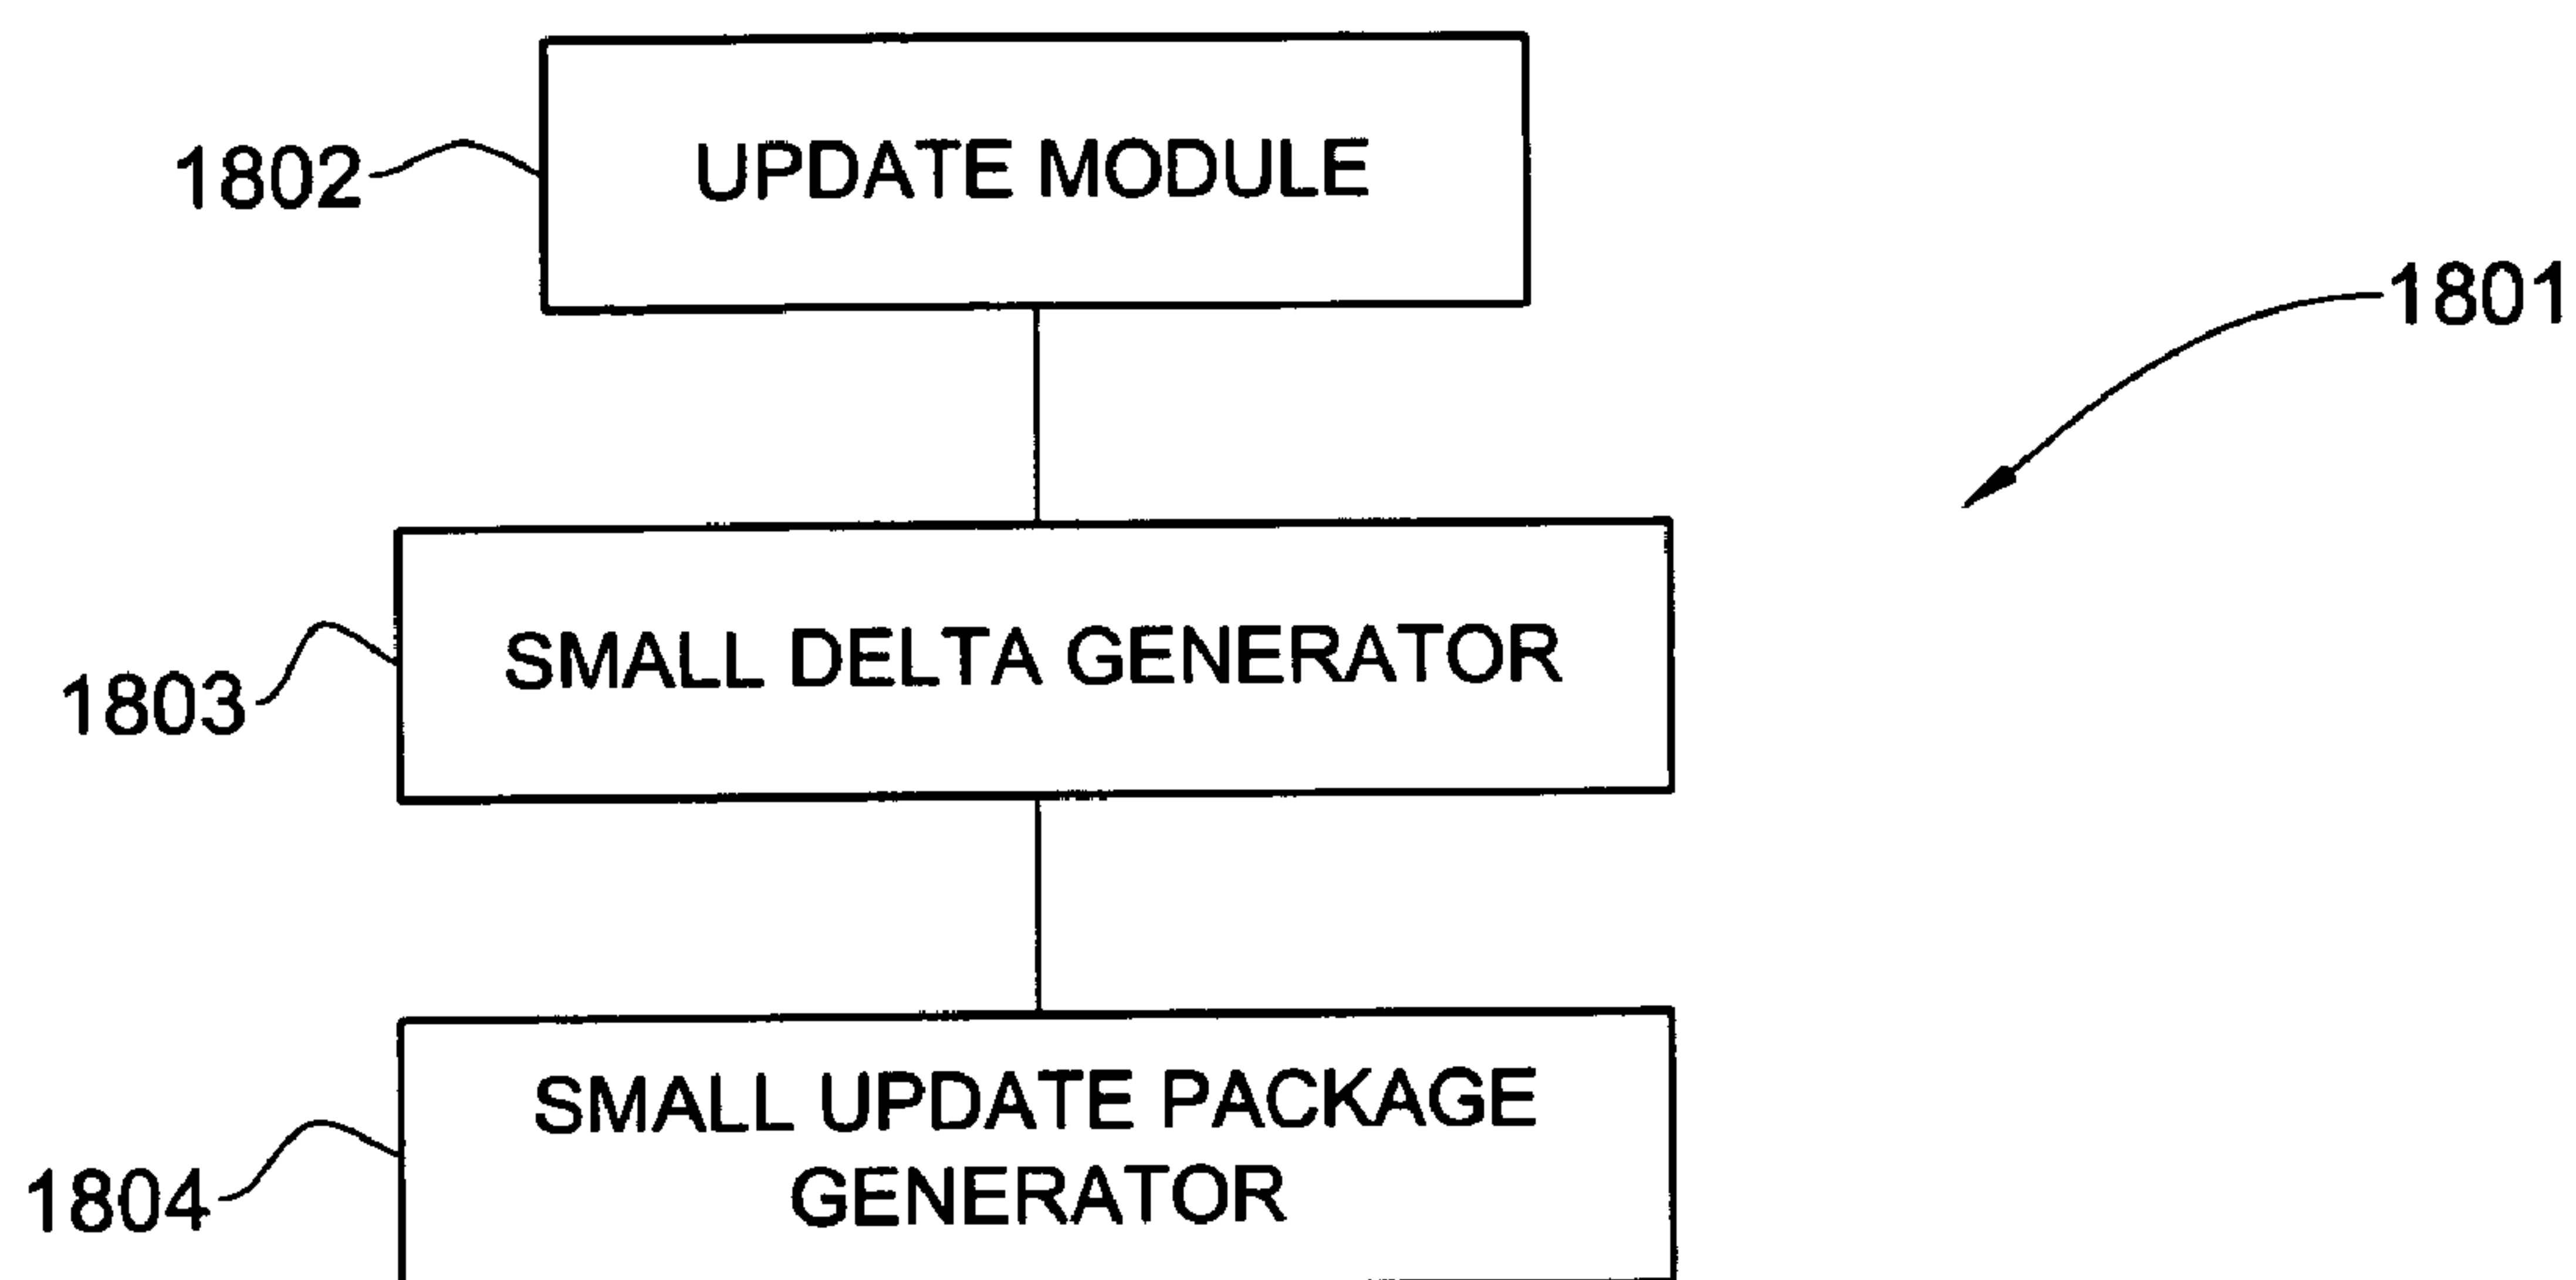 UPDATE MODULE
1802
1801
SMALL DELTA GENERATOR
1803
SMALL UPDATE PACKAGE
GENERATOR
1804